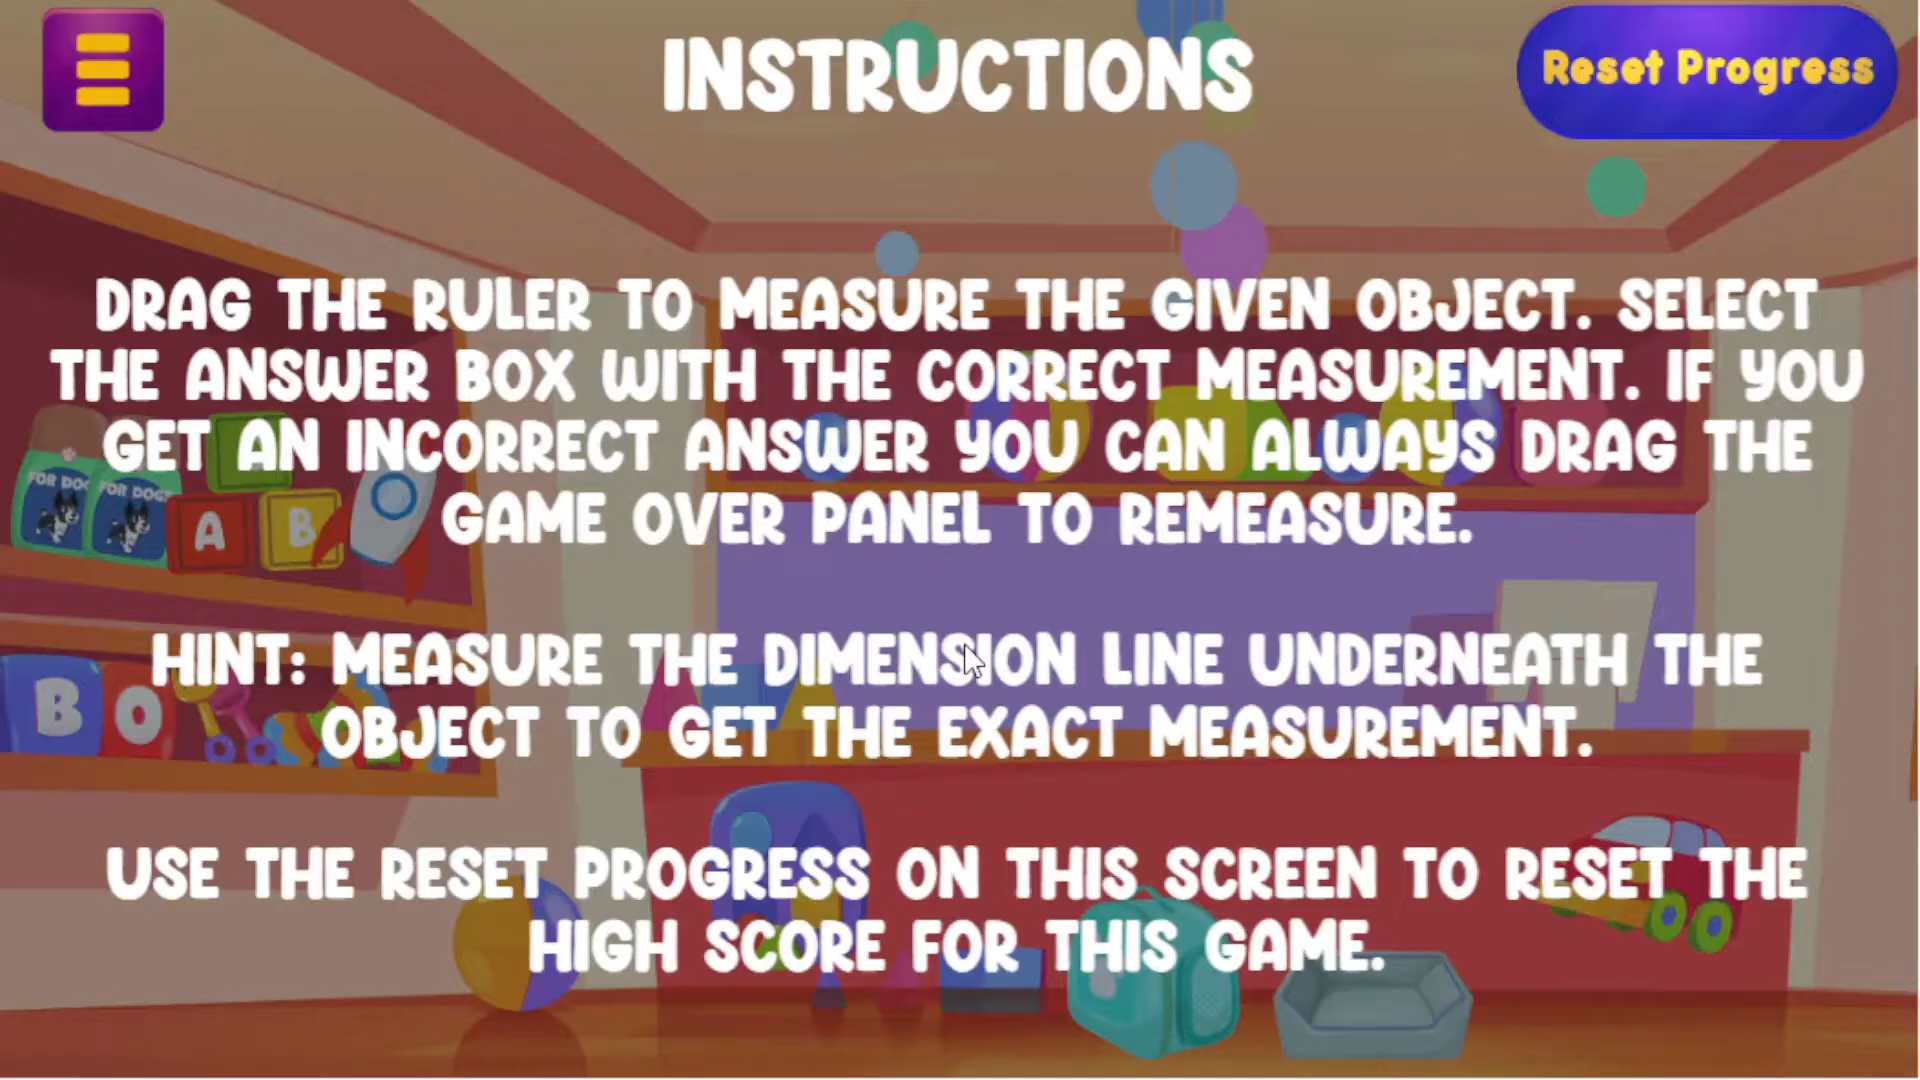 INSTRUCTIONS
Reset Progress
DRAG THE RULER TO MEASURE THE GIVEN OBJECT. SELECT
THE ANSWER BOX WITH THE CORRECT MEASUREMENT. IF YOU
GET AN INCORRECT ANSWER YOU CAN ALWAYS DRAG THE
GAME OVER PANEL TO REMEASURE.
HINT: MEASURE THE DIMENSION LINE UNDERNEATH THE
OBJECT TO GET THE EXACT MEASUREMENT.
USE THE RESET PROGRESS ON THIS SCREEN TO RESET THE
HIGH SCORE FOR THIS GAME.
FOR DOGS
FOR DOGS
A
A B
B O